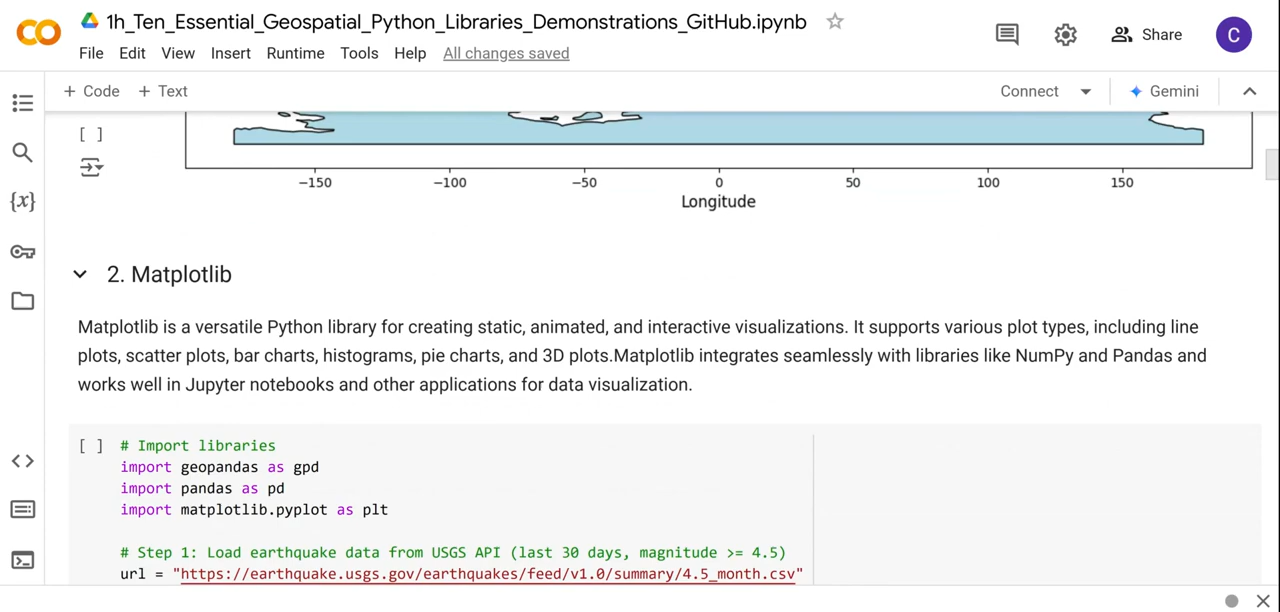 1h_Ten_Essential_Geospatial_Python_Libraries_Demonstrations_GitHub.ipynb
File Edit View Insert Runtime Tools Help All changes saved
Share
C
+ Code + Text
Connect
Gemini
[ ]
−150 −100 −50 0 50 100 150
Longitude
2. Matplotlib
Matplotlib is a versatile Python library for creating static, animated, and interactive visualizations. It supports various plot types, including line
plots, scatter plots, bar charts, histograms, pie charts, and 3D plots.Matplotlib integrates seamlessly with libraries like NumPy and Pandas and
works well in Jupyter notebooks and other applications for data visualization.
[ ] # Import libraries
import geopandas as gpd
import pandas as pd
import matplotlib.pyplot as plt
# Step 1: Load earthquake data from USGS API (last 30 days, magnitude >= 4.5)
url = "https://earthquake.usgs.gov/earthquakes/feed/v1.0/summary/4.5_month.csv"